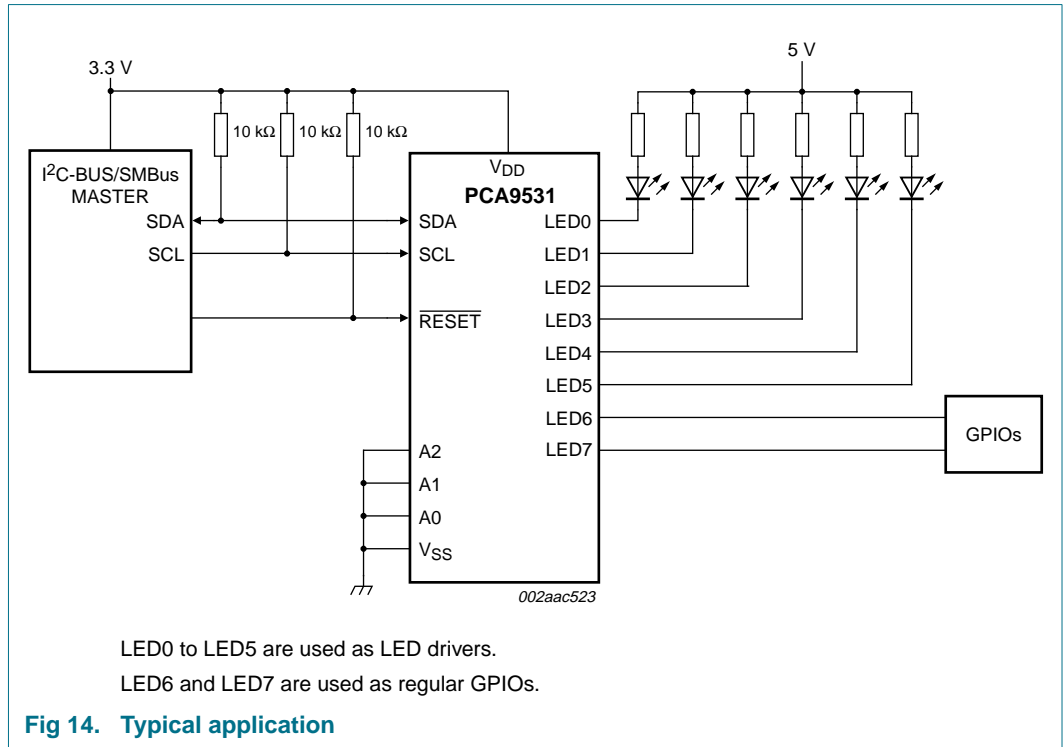 3.3 V
5 V
10 kΩ
10 kΩ
10 kΩ
I2C-BUS/SMBus
MASTER
SDA
SCL
VDD
PCA9531
SDA
SCL
RESET
A2
A1
A0
VSS
LED0
LED1
LED2
LED3
LED4
LED5
LED6
LED7
GPIOs
002aac523
LED0 to LED5 are used as LED drivers.
LED6 and LED7 are used as regular GPIOs.
Fig 14. Typical application